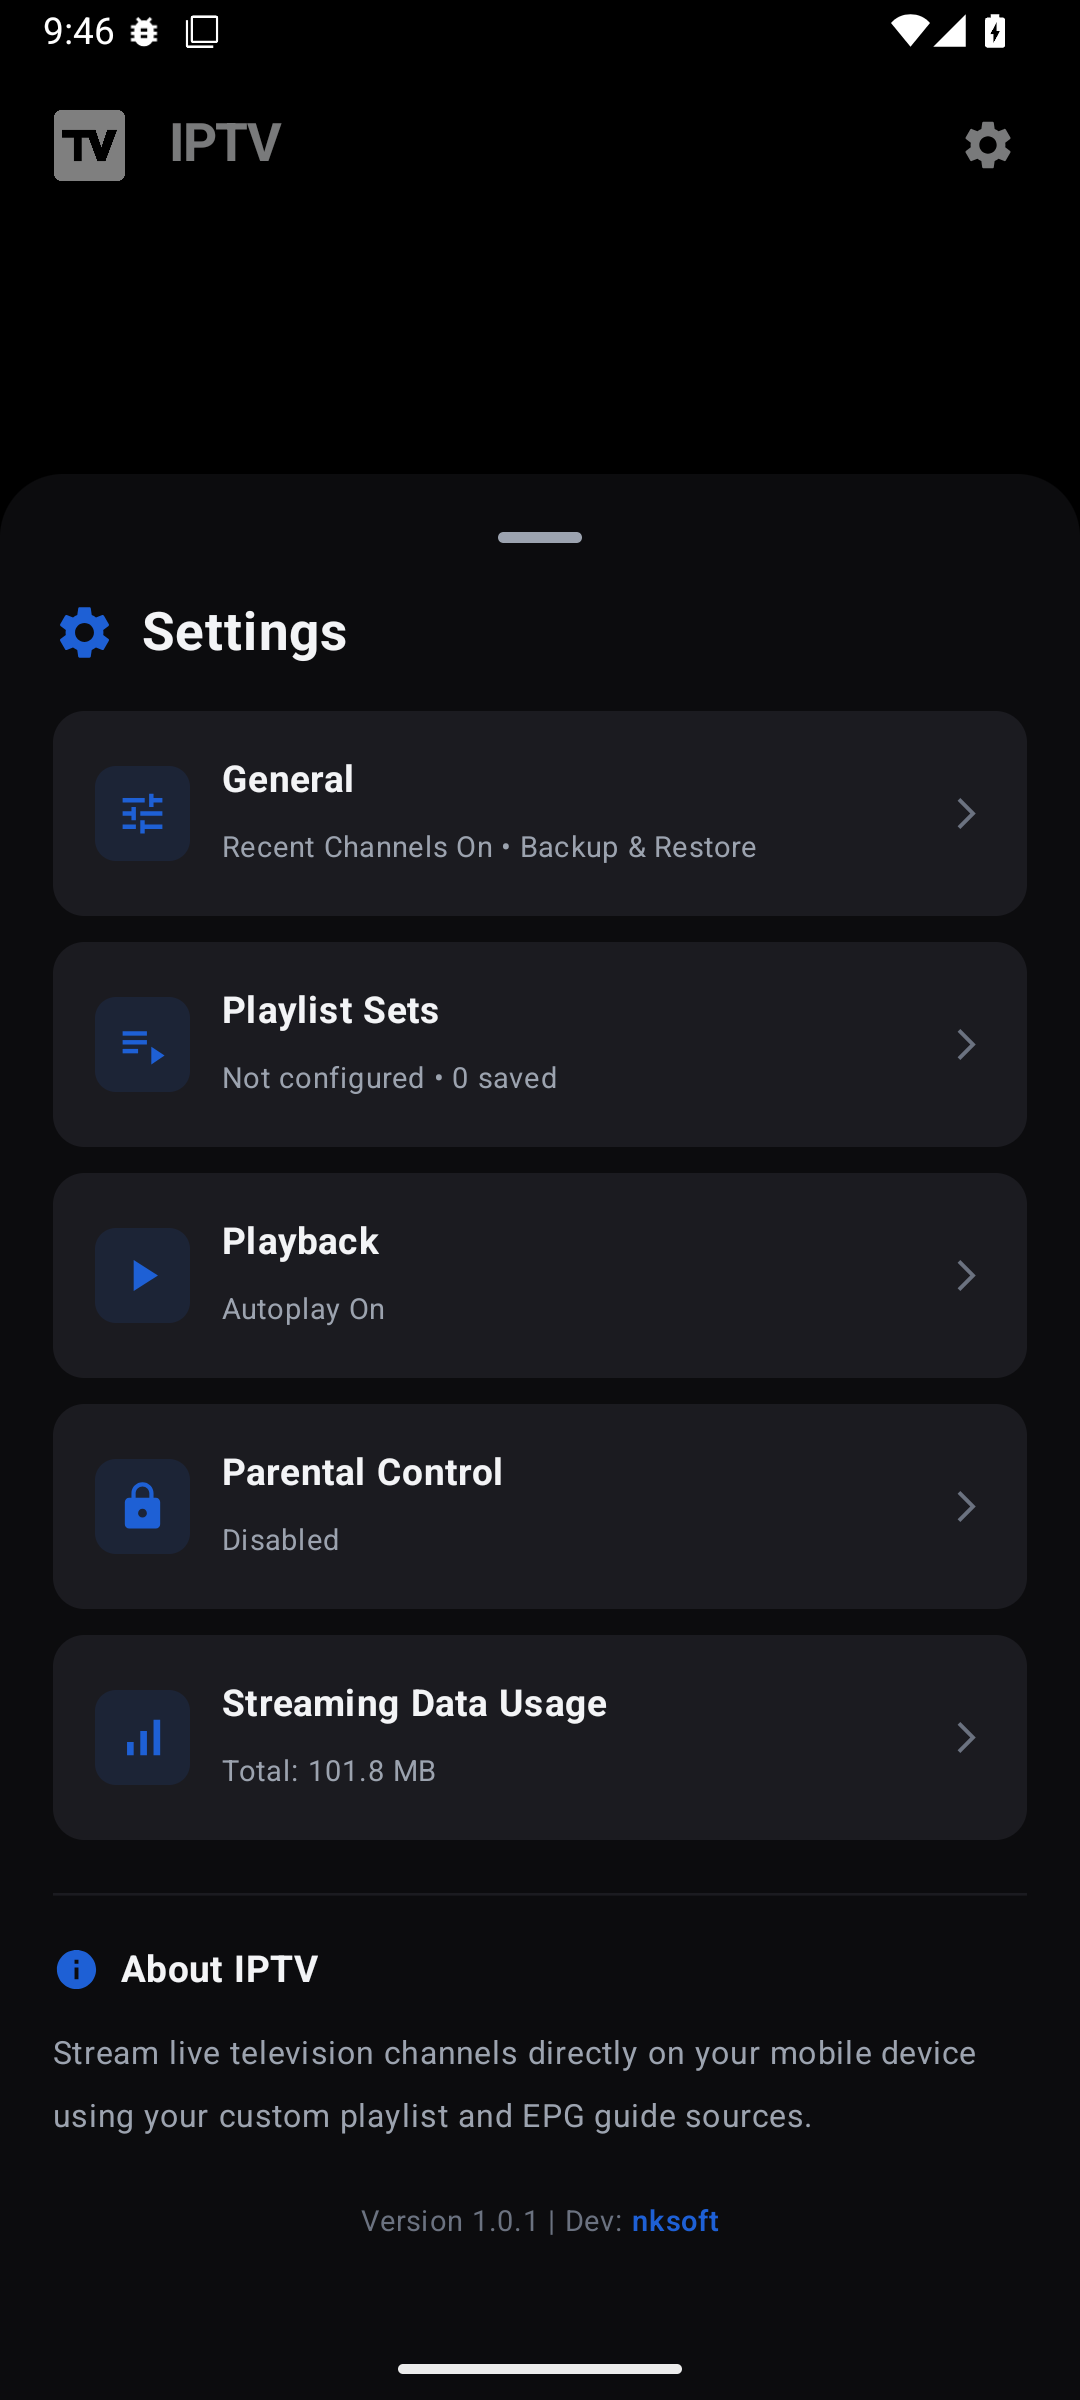 9:46
TV IPTV
Settings
General
Recent Channels On • Backup & Restore
Playlist Sets
Not configured • 0 saved
Playback
Autoplay On
Parental Control
Disabled
Streaming Data Usage
Total: 101.8 MB
About IPTV
Stream live television channels directly on your mobile device
using your custom playlist and EPG guide sources.
Version 1.0.1 | Dev: nksoft